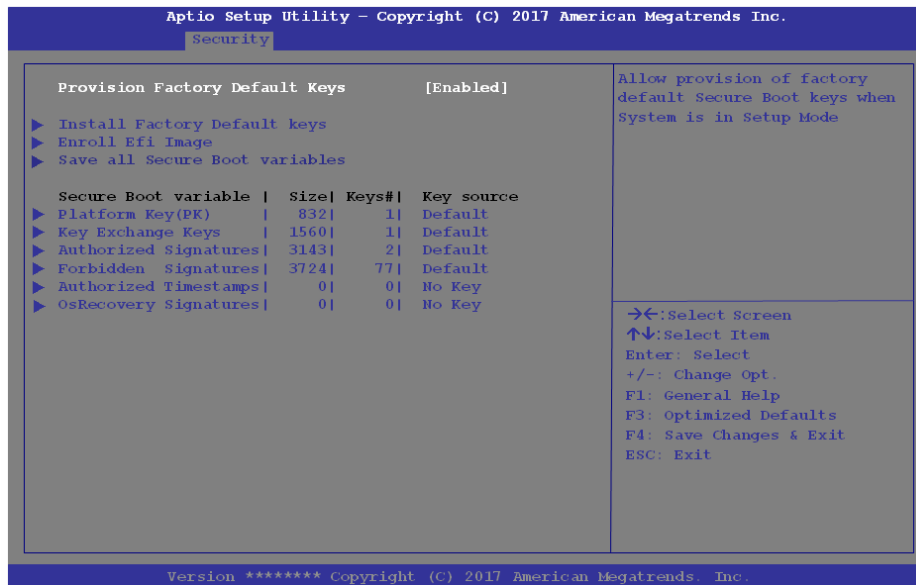 Aptio Setup Utility – Copyright (C) 2017 American Megatrends Inc.
Security
Provision Factory Default Keys [Enabled]
▶ Install Factory Default keys
▶ Enroll Efi Image
▶ Save all Secure Boot variables
Secure Boot variable | Size| Keys#| Key source
▶ Platform Key(PK) | 832| 1| Default
▶ Key Exchange Keys | 1560| 1| Default
▶ Authorized Signatures| 3143| 2| Default
▶ Forbidden Signatures| 3724| 77| Default
▶ Authorized Timestamps| 0| 0| No Key
▶ OsRecovery Signatures| 0| 0| No Key
Allow provision of factory
default Secure Boot keys when
System is in Setup Mode
→←:Select Screen
↑↓:Select Item
Enter: Select
+/-: Change Opt.
F1: General Help
F3: Optimized Defaults
F4: Save Changes & Exit
ESC: Exit
Version ******** Copyright (C) 2017 American Megatrends. Inc.